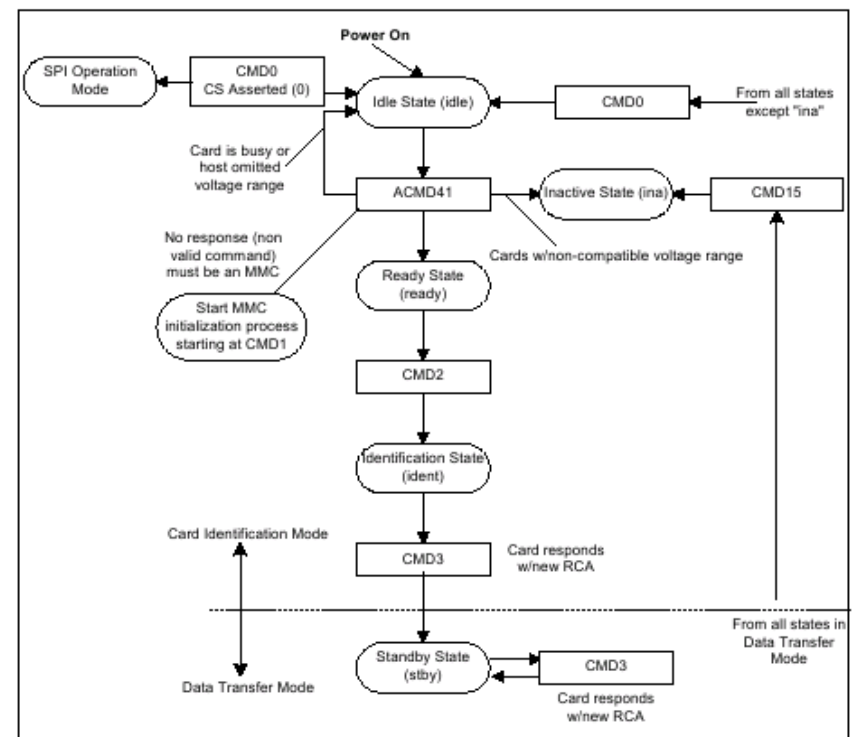 Power On
SPI Operation
Mode
CMD0
CS Asserted (0)
Idle State (idle)
CMD0
From all states
except "ina"
Card is busy or
host omitted
voltage range
ACMD41
Inactive State (ina)
CMD15
No response (non
valid command)
must be an MMC
Cards w/non-compatible voltage range
Ready State
(ready)
Start MMC
initialization process
starting at CMD1
CMD2
Identification State
(ident)
Card Identification Mode
CMD3
Card responds
w/new RCA
From all states in
Data Transfer
Mode
Standby State
(stby)
CMD3
Data Transfer Mode
Card responds
w/new RCA